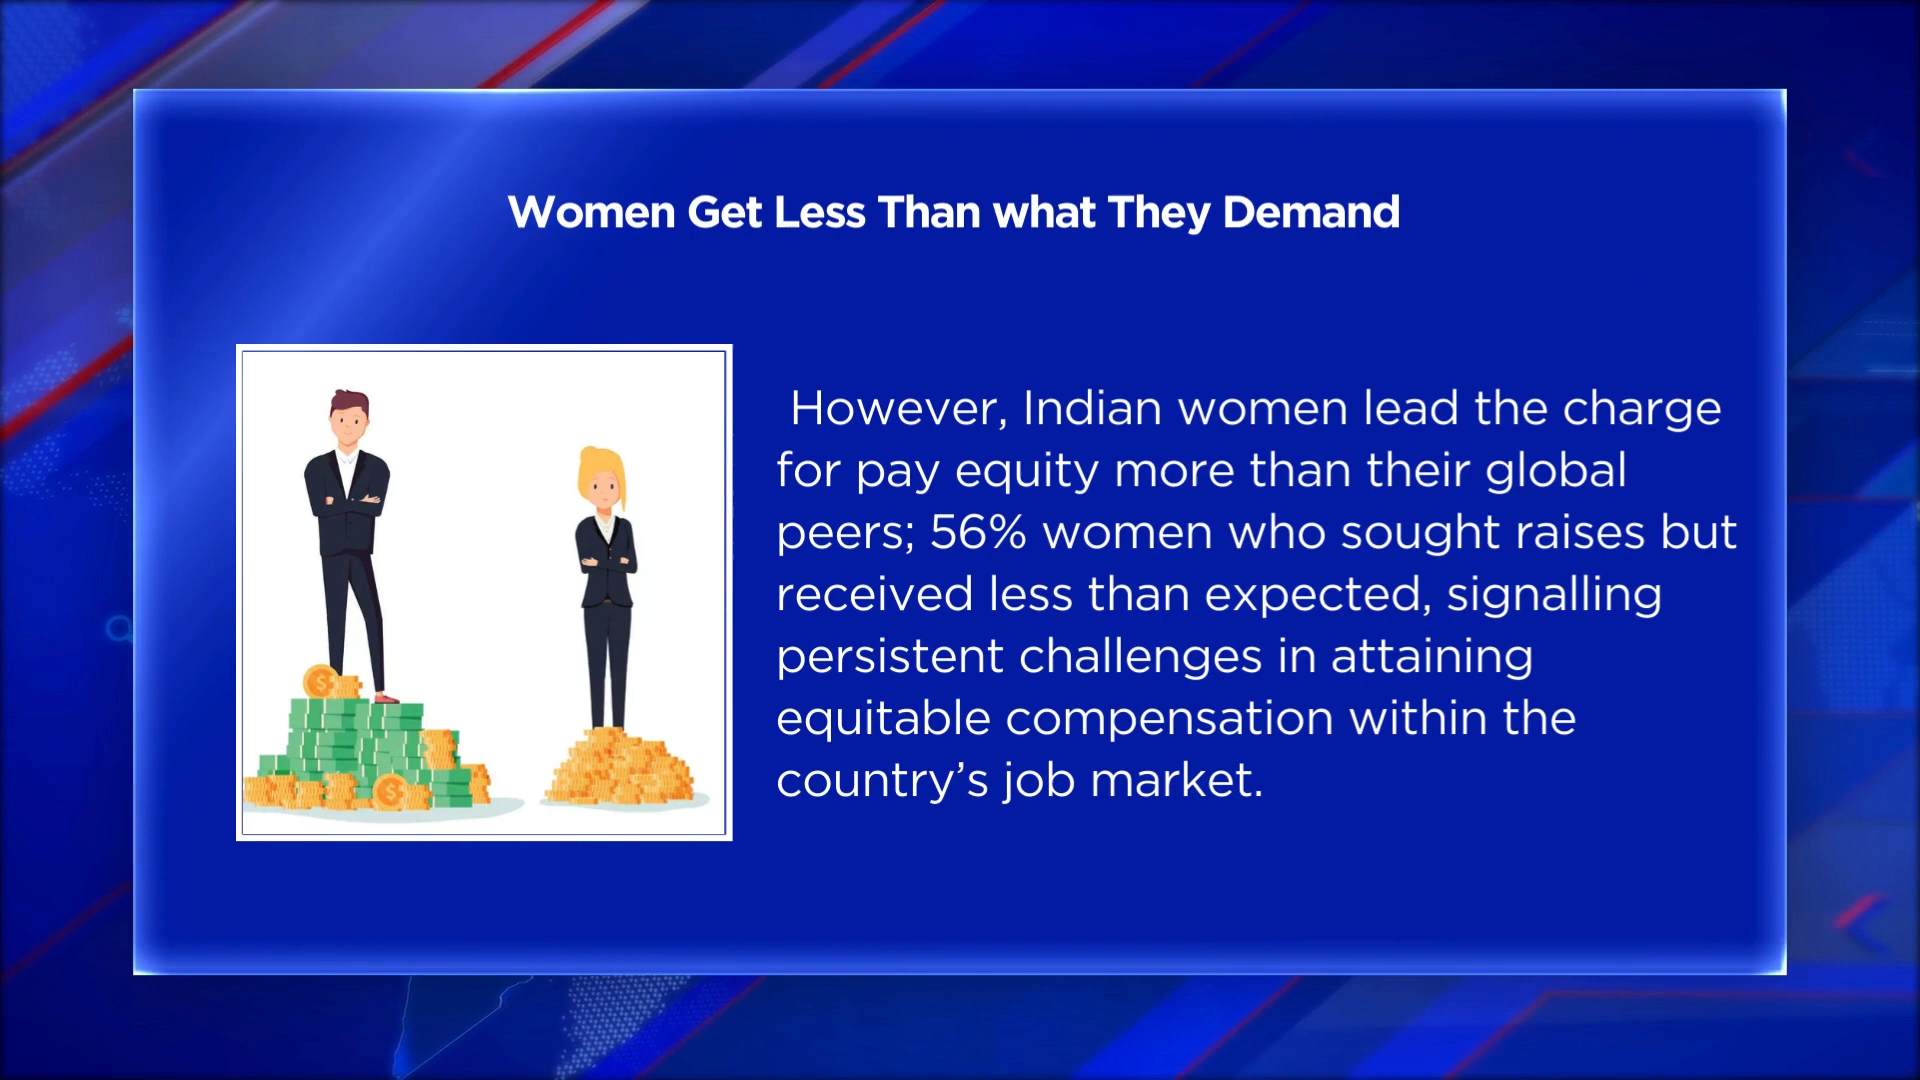 Women Get Less Than what They Demand
However, Indian women lead the charge
for pay equity more than their global
peers; 56% women who sought raises but
received less than expected, signalling
persistent challenges in attaining
equitable compensation within the
country’s job market.